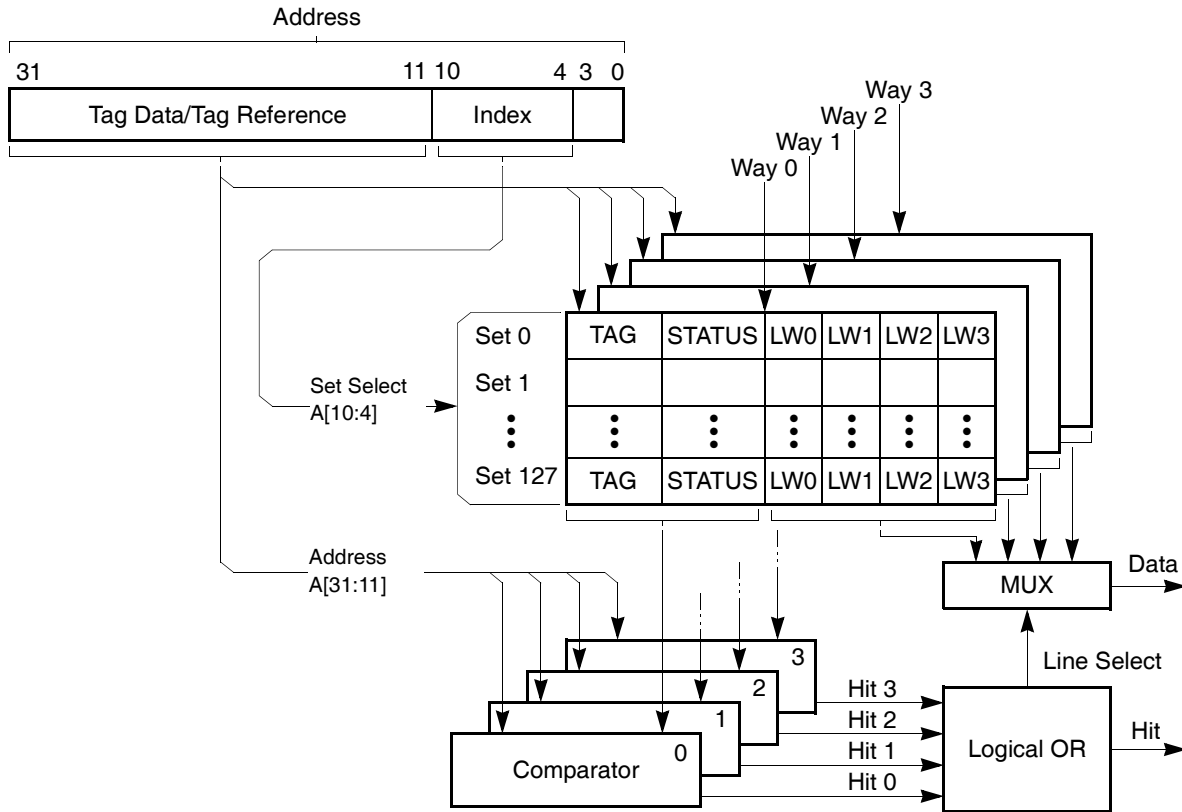 Address
31 11 10 4 3 0
Tag Data/Tag Reference Index
Way 3
Way 2
Way 1
Way 0
Set 0 TAG STATUS LW0 LW1 LW2 LW3
Set 1
Set Select
A[10:4]
Set 127 TAG STATUS LW0 LW1 LW2 LW3
Address
A[31:11]
MUX Data
Line Select
3
2
1
0
Comparator
Hit 3
Hit 2
Hit 1
Hit 0
Logical OR Hit